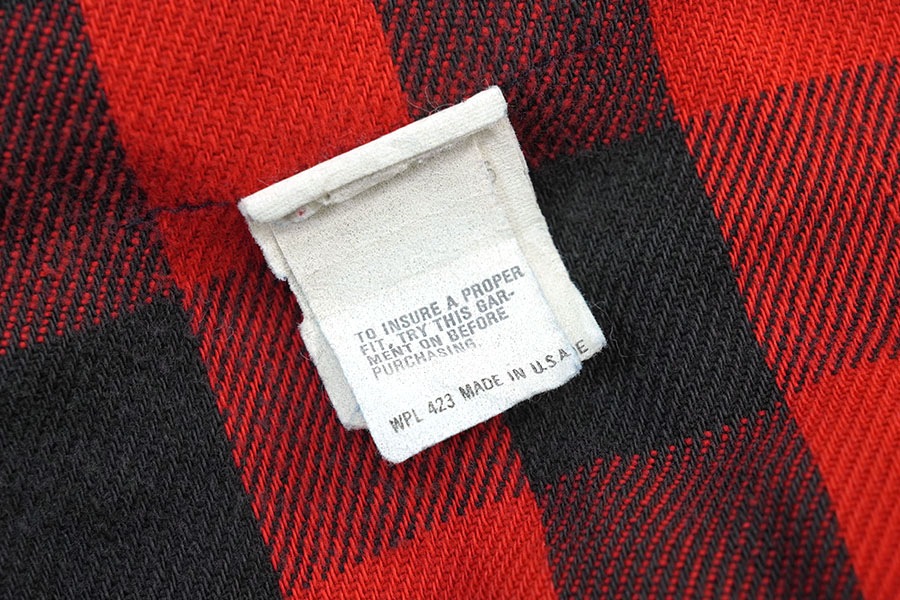 TO INSURE A PROPER
FIT, TRY THIS GAR-
MENT ON BEFORE
PURCHASING.
WPL 423 MADE IN U.S.A.
E